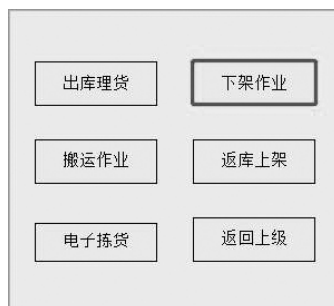 出库理货
下架作业
搬运作业
返库上架
电子拣货
返回上级